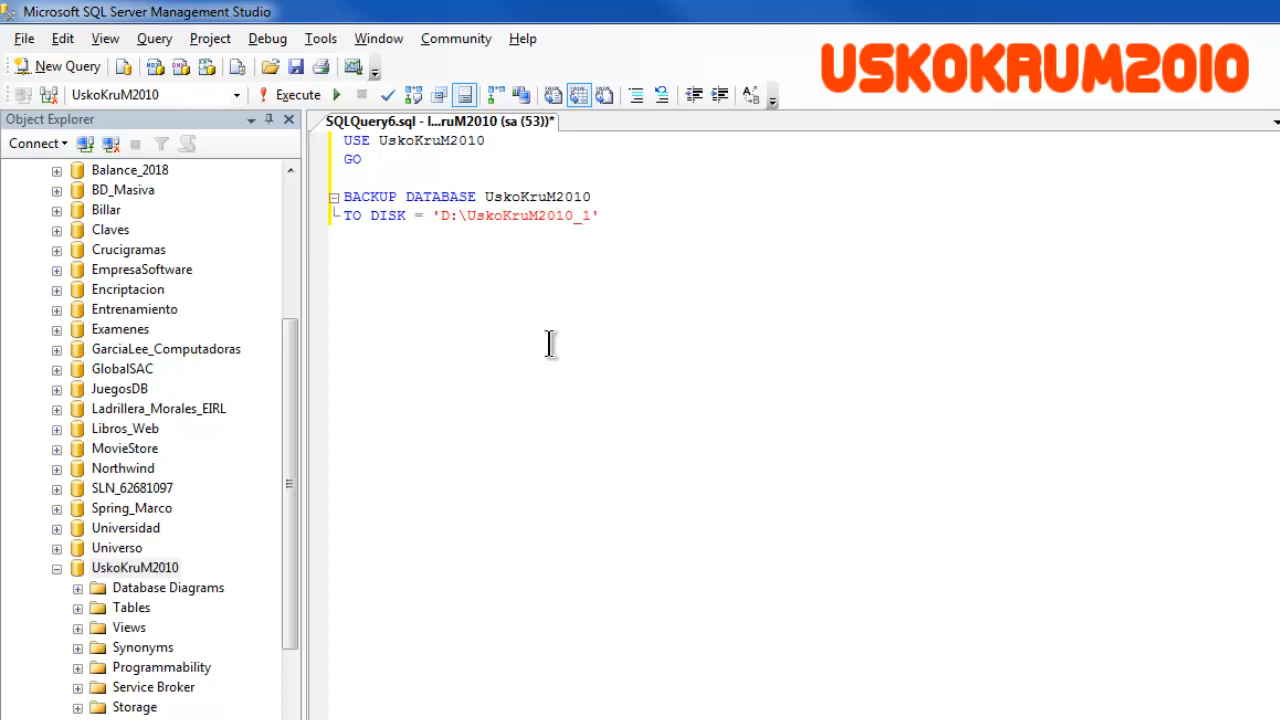 Microsoft SQL Server Management Studio
File Edit View Query Project Debug Tools Window Community Help
New Query
USKOKRUM2010
UskoKruM2010
Execute
Object Explorer
SQLQuery6.sql - l...ruM2010 (sa (53))*
Connect
USE UskoKruM2010
GO
BACKUP DATABASE UskoKruM2010
TO DISK = 'D:\UskoKruM2010_1'
Balance_2018
BD_Masiva
Billar
Claves
Crucigramas
EmpresaSoftware
Encriptacion
Entrenamiento
Examenes
GarciaLee_Computadoras
GlobalSAC
JuegosDB
Ladrillera_Morales_EIRL
Libros_Web
MovieStore
Northwind
SLN_62681097
Spring_Marco
Universidad
Universo
UskoKruM2010
Database Diagrams
Tables
Views
Synonyms
Programmability
Service Broker
Storage